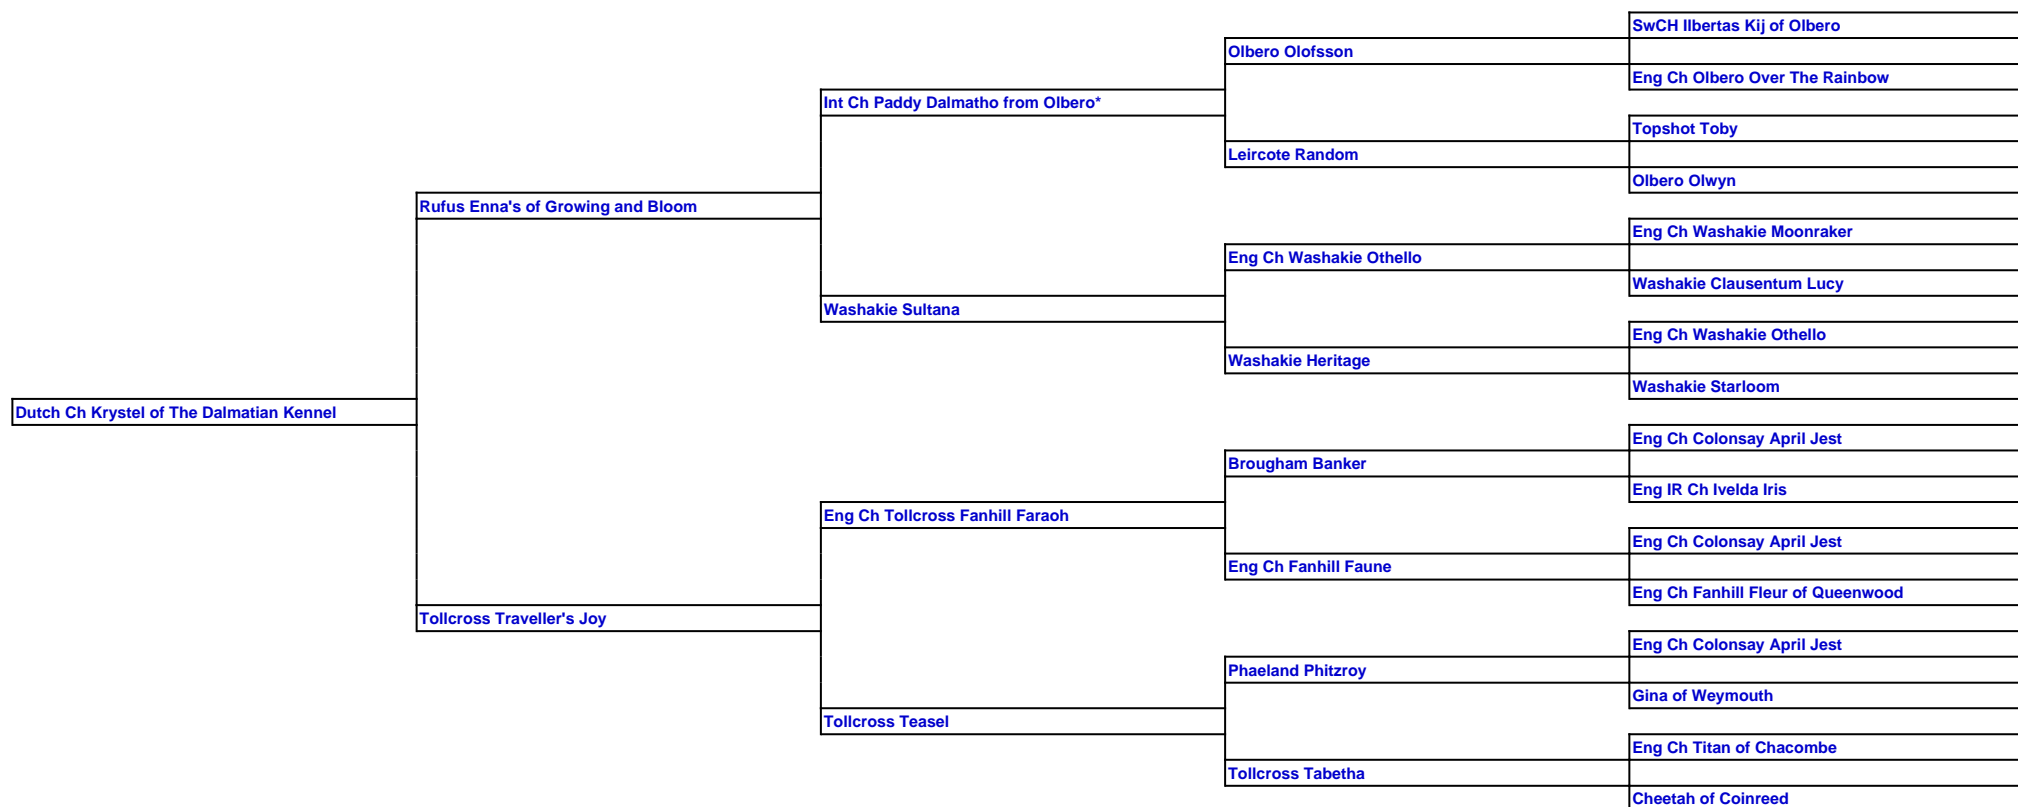 SwCH Ilbertas Kij of Olbero
Olbero Olofsson
Eng Ch Olbero Over The Rainbow
Int Ch Paddy Dalmatho from Olbero*
Topshot Toby
Leircote Random
Olbero Olwyn
Rufus Enna's of Growing and Bloom
Eng Ch Washakie Moonraker
Eng Ch Washakie Othello
Washakie Clausentum Lucy
Washakie Sultana
Eng Ch Washakie Othello
Washakie Heritage
Washakie Starloom
Dutch Ch Krystel of The Dalmatian Kennel
Eng Ch Colonsay April Jest
Brougham Banker
Eng IR Ch Ivelda Iris
Eng Ch Tollcross Fanhill Faraoh
Eng Ch Colonsay April Jest
Eng Ch Fanhill Faune
Eng Ch Fanhill Fleur of Queenwood
Tollcross Traveller's Joy
Eng Ch Colonsay April Jest
Phaeland Phitzroy
Gina of Weymouth
Tollcross Teasel
Eng Ch Titan of Chacombe
Tollcross Tabetha
Cheetah of Coinreed